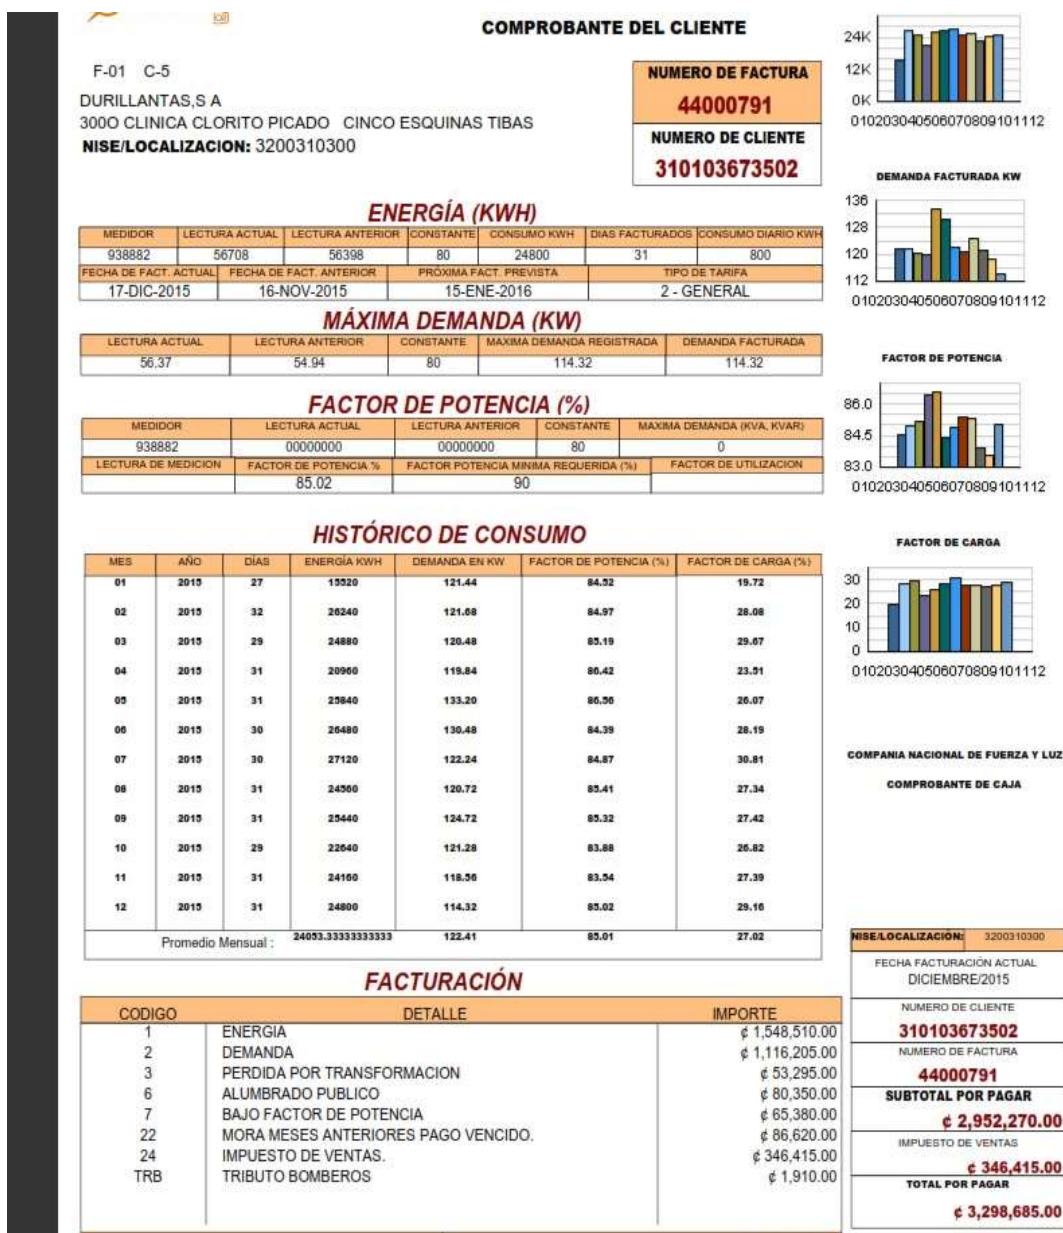 COMPROBANTE DEL CLIENTE
F-01 C-5
DURILLANTAS,S A
300O CLINICA CLORITO PICADO CINCO ESQUINAS TIBAS
NISE/LOCALIZACION: 3200310300
NUMERO DE FACTURA
44000791
NUMERO DE CLIENTE
310103673502
ENERGÍA (KWH)
MEDIDOR LECTURA ACTUAL LECTURA ANTERIOR CONSTANTE CONSUMO KWH DIAS FACTURADOS CONSUMO DIARIO KWH
938882 56708 56398 80 24800 31 800
FECHA DE FACT. ACTUAL FECHA DE FACT. ANTERIOR PRÓXIMA FACT. PREVISTA TIPO DE TARIFA
17-DIC-2015 16-NOV-2015 15-ENE-2016 2 - GENERAL
MÁXIMA DEMANDA (KW)
LECTURA ACTUAL LECTURA ANTERIOR CONSTANTE MAXIMA DEMANDA REGISTRADA DEMANDA FACTURADA
56.37 54.94 80 114.32 114.32
FACTOR DE POTENCIA (%)
MEDIDOR LECTURA ACTUAL LECTURA ANTERIOR CONSTANTE MAXIMA DEMANDA (KVA, KVAR)
938882 00000000 00000000 80 0
LECTURA DE MEDICION FACTOR DE POTENCIA % FACTOR POTENCIA MINIMA REQUERIDA (%) FACTOR DE UTILIZACION
85.02 90
HISTÓRICO DE CONSUMO
MES AÑO DÍAS ENERGÍA KWH DEMANDA EN KW FACTOR DE POTENCIA (%) FACTOR DE CARGA (%)
01 2015 27 15520 121.44 84.52 19.72
02 2015 32 26240 121.68 84.97 28.08
03 2015 29 24880 120.48 85.19 29.67
04 2015 31 20960 119.84 86.42 23.51
05 2015 31 25840 133.20 86.56 26.07
06 2015 30 26480 130.48 84.39 28.19
07 2015 30 27120 122.24 84.87 30.81
08 2015 31 24560 120.72 85.41 27.34
09 2015 31 25440 124.72 85.32 27.42
10 2015 29 22640 121.28 83.88 26.82
11 2015 31 24160 118.56 83.54 27.39
12 2015 31 24800 114.32 85.02 29.16
Promedio Mensual : 24053.33333333333 122.41 85.01 27.02
FACTURACIÓN
CODIGO DETALLE IMPORTE
1 ENERGIA ¢ 1,548,510.00
2 DEMANDA ¢ 1,116,205.00
3 PERDIDA POR TRANSFORMACION ¢ 53,295.00
6 ALUMBRADO PUBLICO ¢ 80,350.00
7 BAJO FACTOR DE POTENCIA ¢ 65,380.00
22 MORA MESES ANTERIORES PAGO VENCIDO. ¢ 86,620.00
24 IMPUESTO DE VENTAS. ¢ 346,415.00
TRB TRIBUTO BOMBEROS ¢ 1,910.00
24K
12K
0K
010203040506070809101112
DEMANDA FACTURADA KW
136
128
120
112
010203040506070809101112
FACTOR DE POTENCIA
86.0
84.5
83.0
010203040506070809101112
FACTOR DE CARGA
30
20
10
0
010203040506070809101112
COMPANIA NACIONAL DE FUERZA Y LUZ
COMPROBANTE DE CAJA
NISE/LOCALIZACIÓN: 3200310300
FECHA FACTURACIÓN ACTUAL
DICIEMBRE/2015
NUMERO DE CLIENTE
310103673502
NUMERO DE FACTURA
44000791
SUBTOTAL POR PAGAR
¢ 2,952,270.00
IMPUESTO DE VENTAS
¢ 346,415.00
TOTAL POR PAGAR
¢ 3,298,685.00